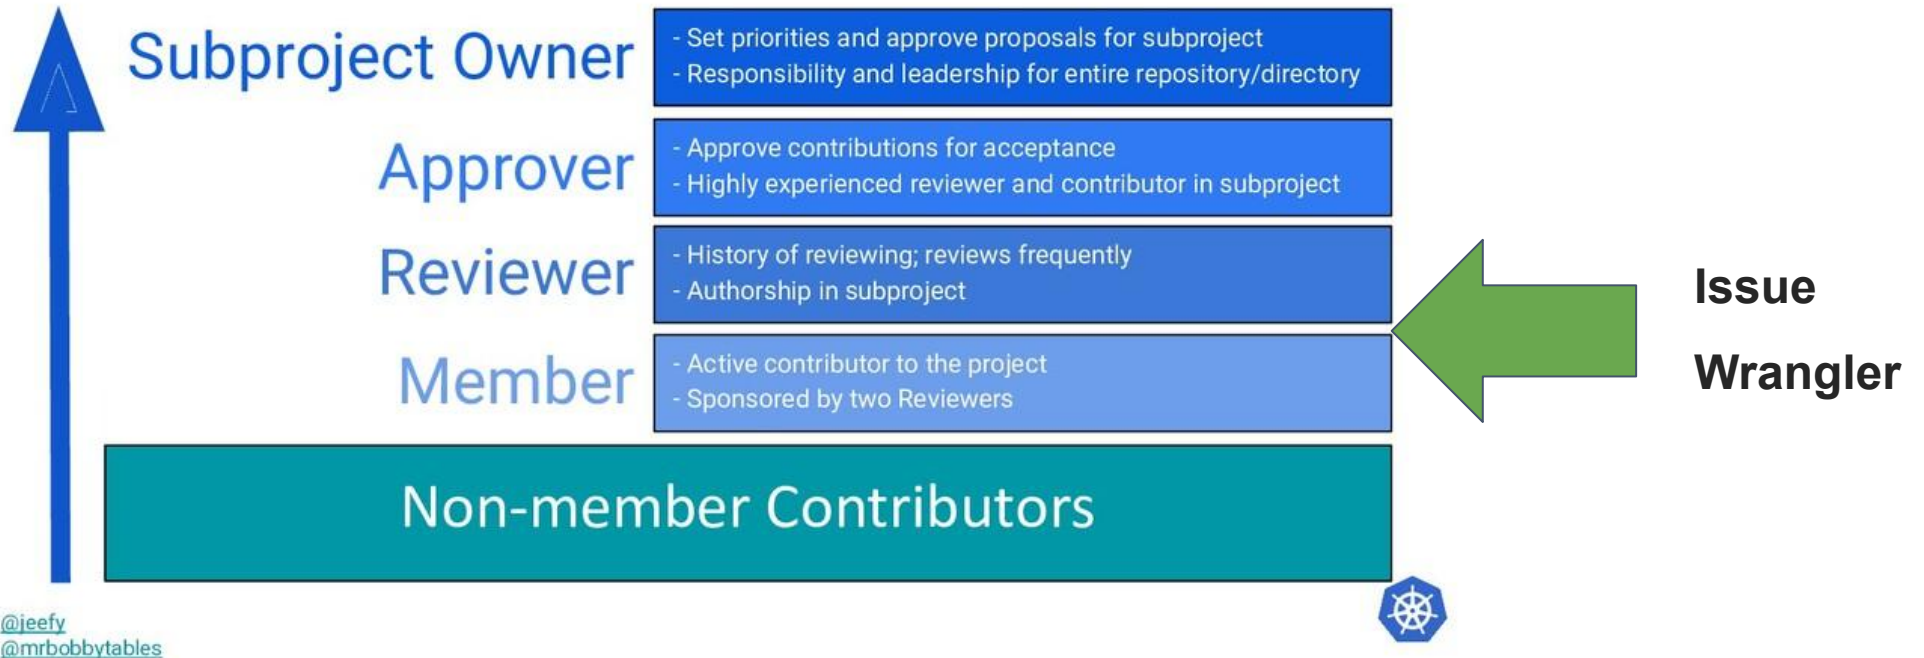 Subproject Owner
- Set priorities and approve proposals for subproject
- Responsibility and leadership for entire repository/directory
Approver
- Approve contributions for acceptance
- Highly experienced reviewer and contributor in subproject
Reviewer
- History of reviewing; reviews frequently
- Authorship in subproject
Member
- Active contributor to the project
- Sponsored by two Reviewers
Issue
Wrangler
Non-member Contributors
@jeefy
@mrbobbytables